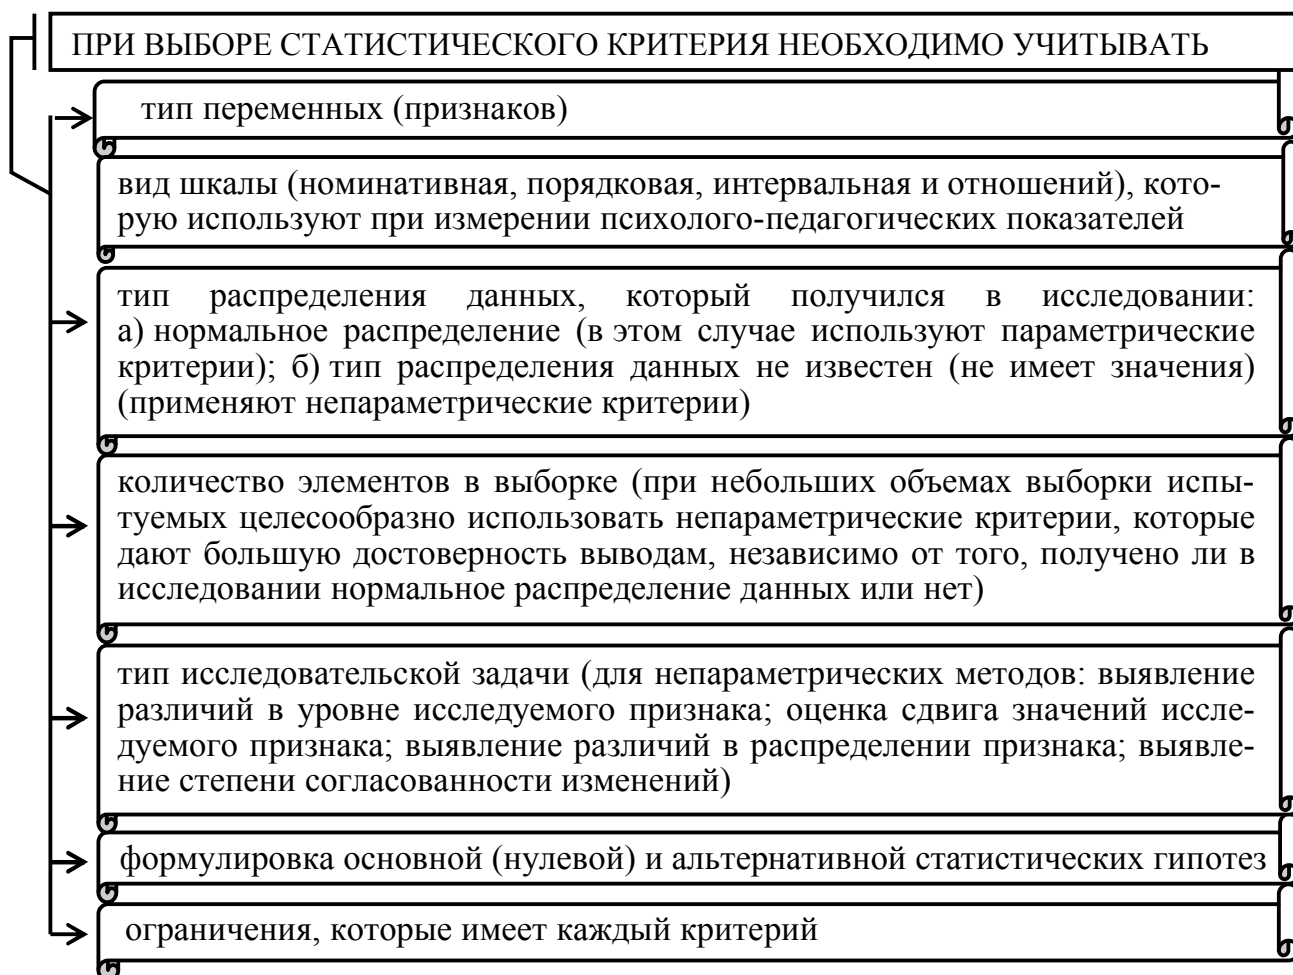 ПРИ ВЫБОРЕ СТАТИСТИЧЕСКОГО КРИТЕРИЯ НЕОБХОДИМО УЧИТЫВАТЬ
тип переменных (признаков)
вид шкалы (номинативная, порядковая, интервальная и отношений), кото-
рую используют при измерении психолого-педагогических показателей
тип распределения данных, который получился в исследовании:
а) нормальное распределение (в этом случае используют параметрические
критерии); б) тип распределения данных не известен (не имеет значения)
(применяют непараметрические критерии)
количество элементов в выборке (при небольших объемах выборки испы-
туемых целесообразно использовать непараметрические критерии, которые
дают большую достоверность выводам, независимо от того, получено ли в
исследовании нормальное распределение данных или нет)
тип исследовательской задачи (для непараметрических методов: выявление
различий в уровне исследуемого признака; оценка сдвига значений иссле-
дуемого признака; выявление различий в распределении признака; выявле-
ние степени согласованности изменений)
формулировка основной (нулевой) и альтернативной статистических гипотез
ограничения, которые имеет каждый критерий